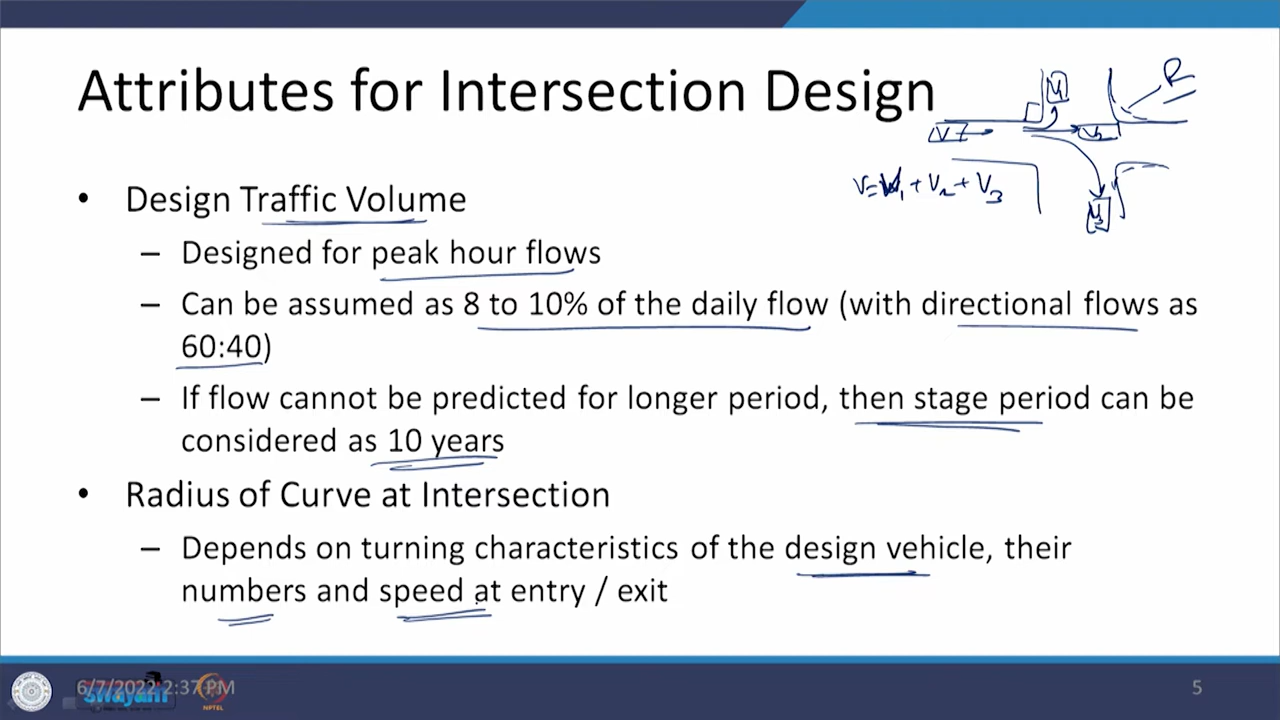 Attributes for Intersection Design
R
V1
V
V2
V = V1 + V2 + V3
V3
• Design Traffic Volume
– Designed for peak hour flows
– Can be assumed as 8 to 10% of the daily flow (with directional flows as
60:40)
– If flow cannot be predicted for longer period, then stage period can be
considered as 10 years
• Radius of Curve at Intersection
– Depends on turning characteristics of the design vehicle, their
numbers and speed at entry / exit
6/7/2022 2:37 PM
swayam
NPTEL
5